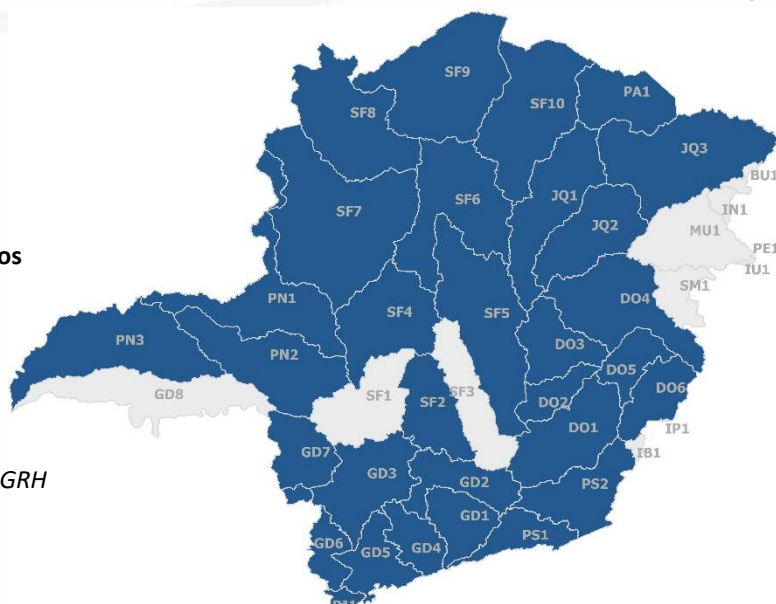 SF9
SF8
SF10
PA1
JQ3
BU1
JQ1
IN1
SF7
SF6
JQ2
MU1
os
PE1
IU1
SM1
PN1
DO4
SF4
SF5
PN3
PN2
DO3
DO5
GD8
SF1
SF2
SF3
DO6
DO2
DO1
IP1
GD7
IB1
GRH
GD3
GD2
PS2
GD1
PS1
GD6
GD5
GD4